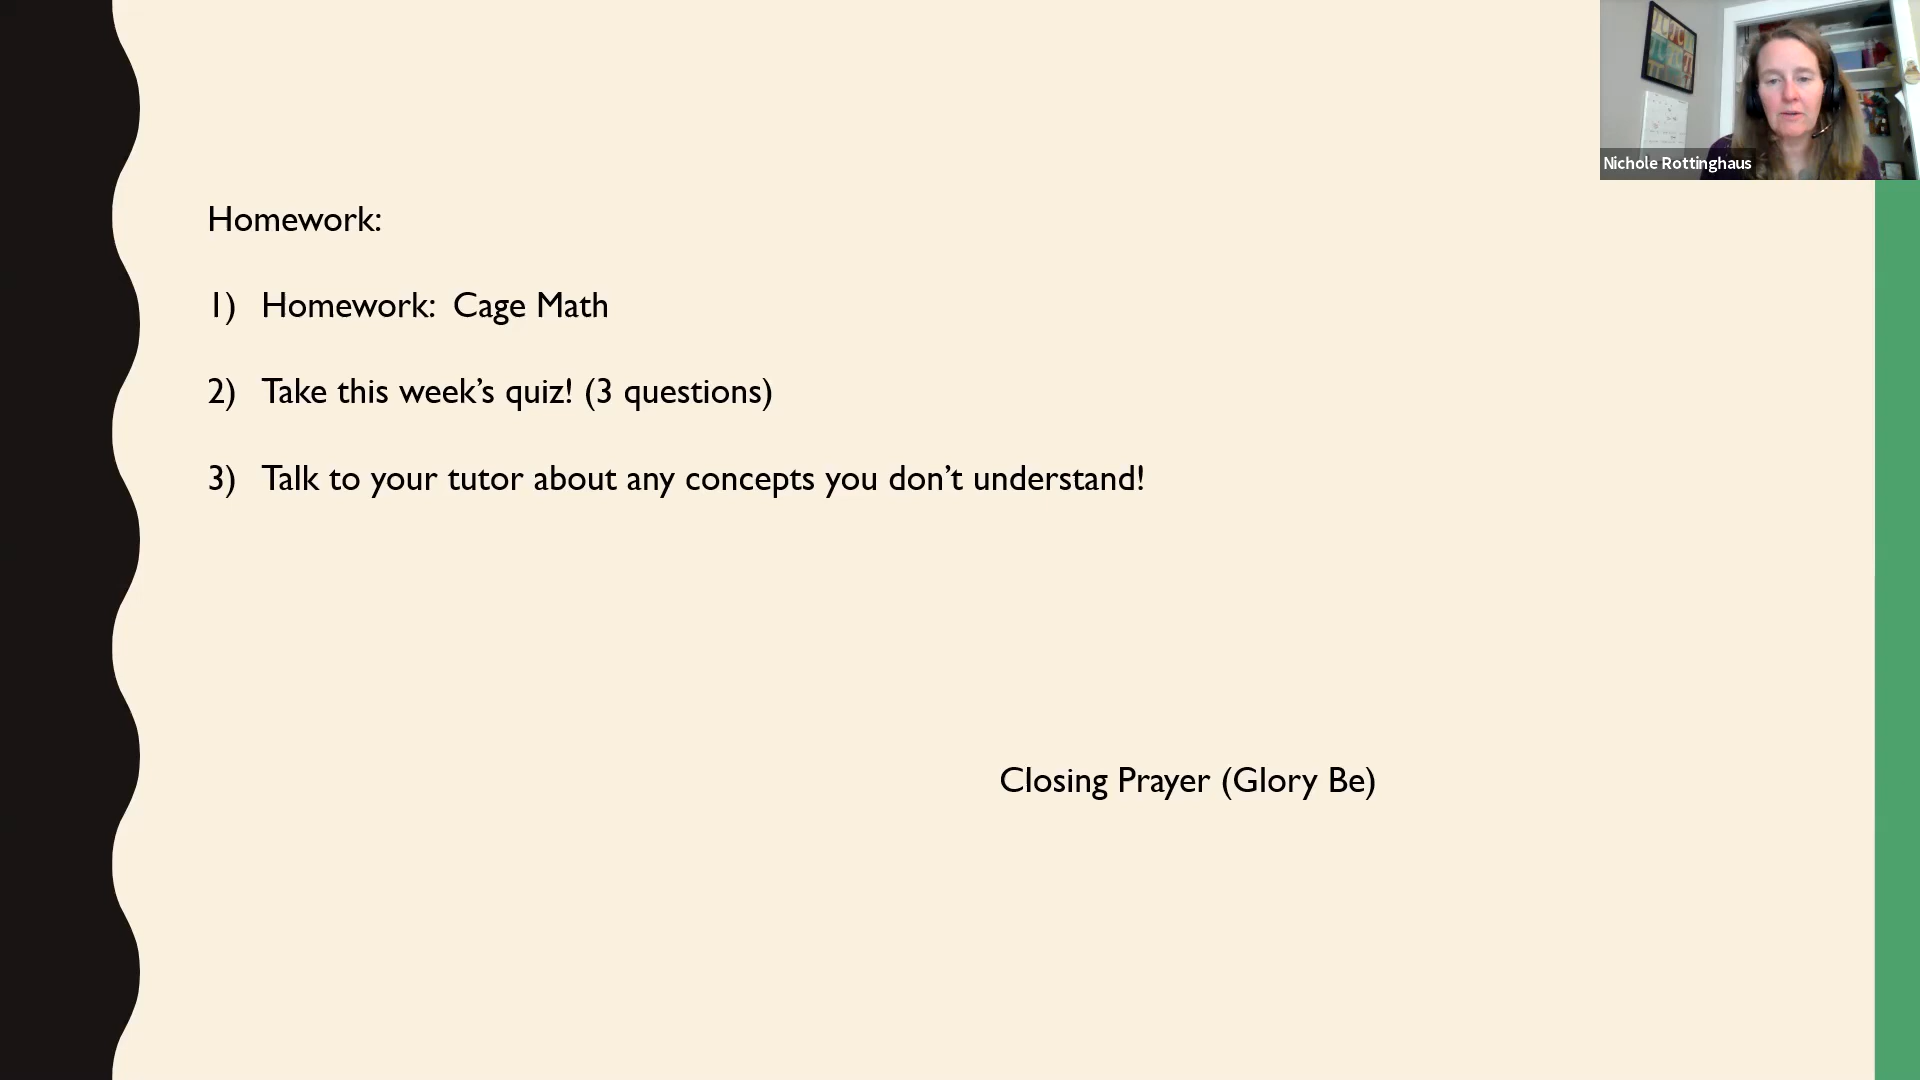 Nichole Rottinghaus
Homework:
1) Homework:  Cage Math
2) Take this week’s quiz! (3 questions)
3) Talk to your tutor about any concepts you don’t understand!
Closing Prayer (Glory Be)